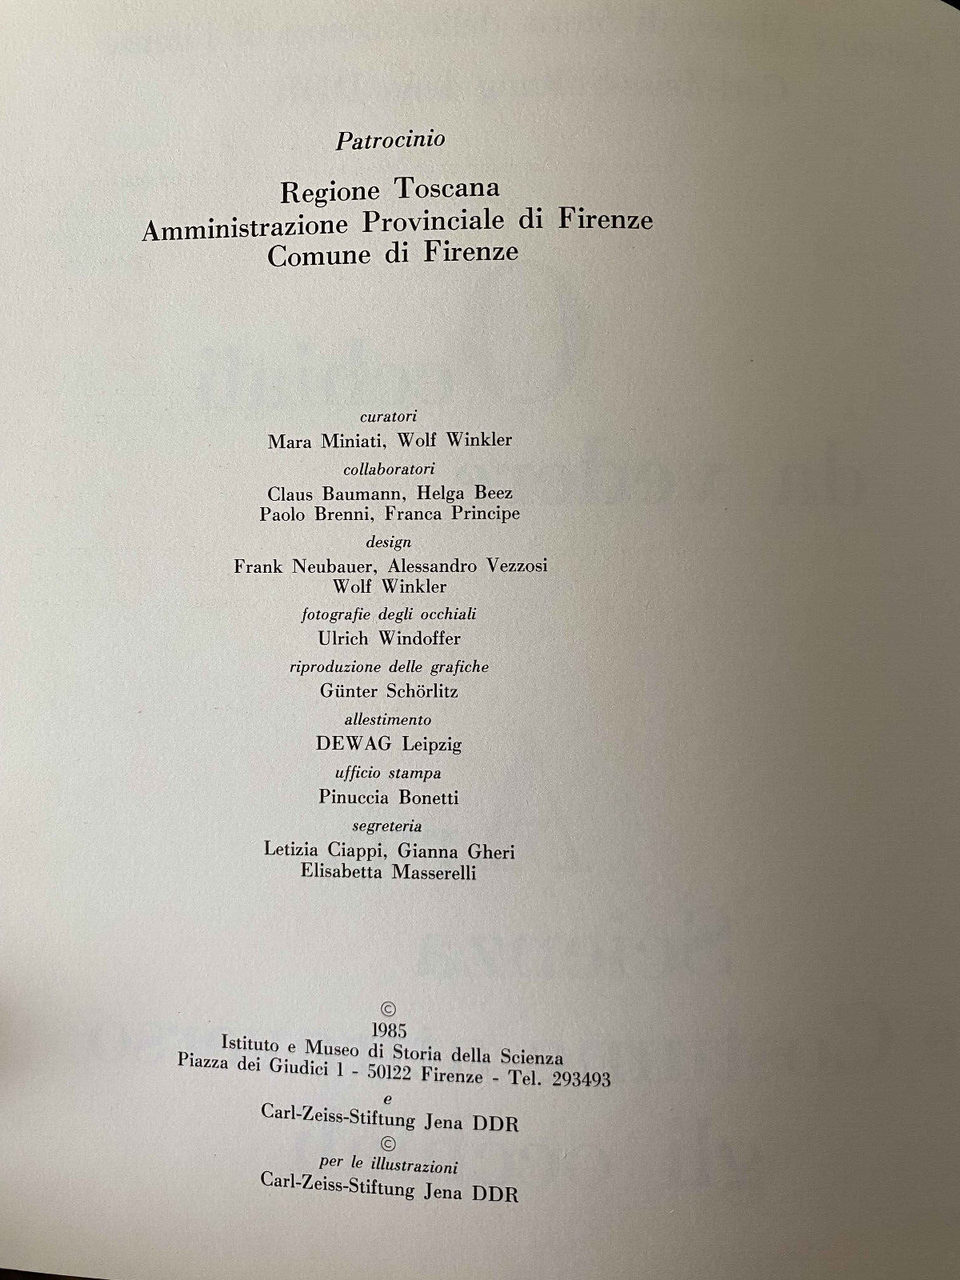 Patrocinio
Regione Toscana
Amministrazione Provinciale di Firenze
Comune di Firenze
curatori
Mara Miniati, Wolf Winkler
collaboratori
Claus Baumann, Helga Beez
Paolo Brenni, Franca Principe
design
Frank Neubauer, Alessandro Vezzosi
Wolf Winkler
fotografie degli occhiali
Ulrich Windoffer
riproduzione delle grafiche
Günter Schörlitz
allestimento
DEWAG Leipzig
ufficio stampa
Pinuccia Bonetti
segreteria
Letizia Ciappi, Gianna Gheri
Elisabetta Masserelli
©
1985
Istituto e Museo di Storia della Scienza
Piazza dei Giudici 1 - 50122 Firenze - Tel. 293493
e
Carl-Zeiss-Stiftung Jena DDR
©
per le illustrazioni
Carl-Zeiss-Stiftung Jena DDR